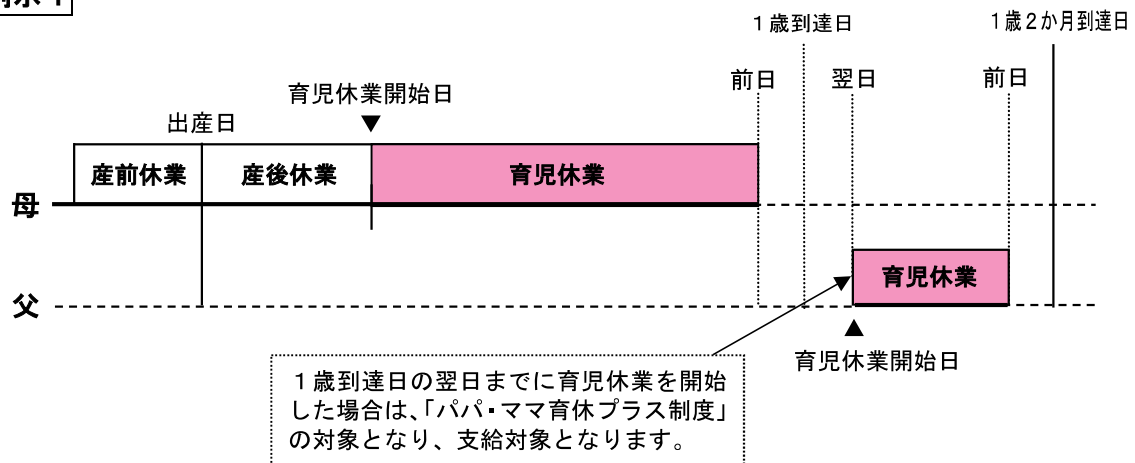 １歳到達日
１歳２か月到達日
前日
翌日
前日
育児休業開始日
▼
出産日
産前休業
産後休業
育児休業
母
育児休業
父
▲
育児休業開始日
１歳到達日の翌日までに育児休業を開始
した場合は、「パパ・ママ育休プラス制度」
の対象となり、支給対象となります。